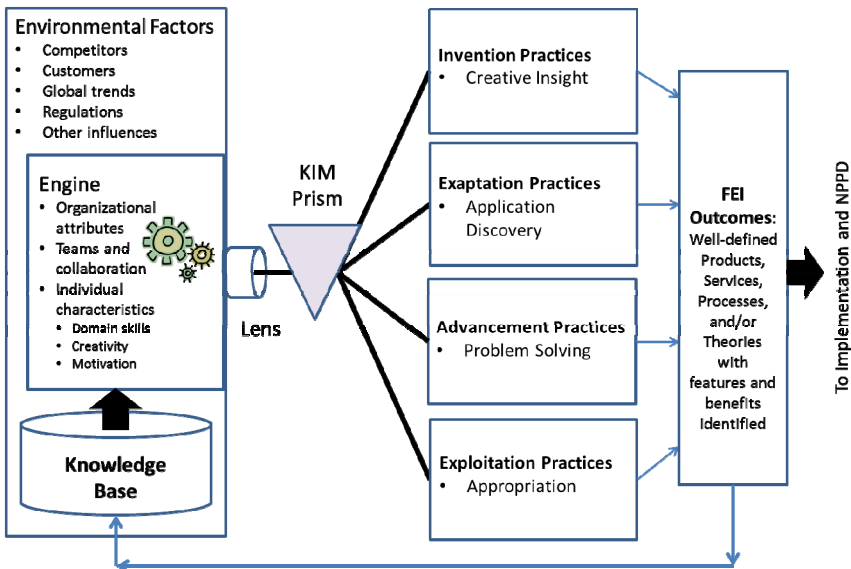 Environmental Factors
• Competitors
• Customers
• Global trends
• Regulations
• Other influences
Engine
• Organizational
attributes
• Teams and
collaboration
• Individual
characteristics
• Domain skills
• Creativity
• Motivation
Knowledge
Base
Lens
KIM
Prism
Invention Practices
• Creative Insight
Exaptation Practices
• Application
Discovery
Advancement Practices
• Problem Solving
Exploitation Practices
• Appropriation
FEI
Outcomes:
Well-defined
Products,
Services,
Processes,
and/or
Theories
with
features and
benefits
identified
To Implementation and NPPD